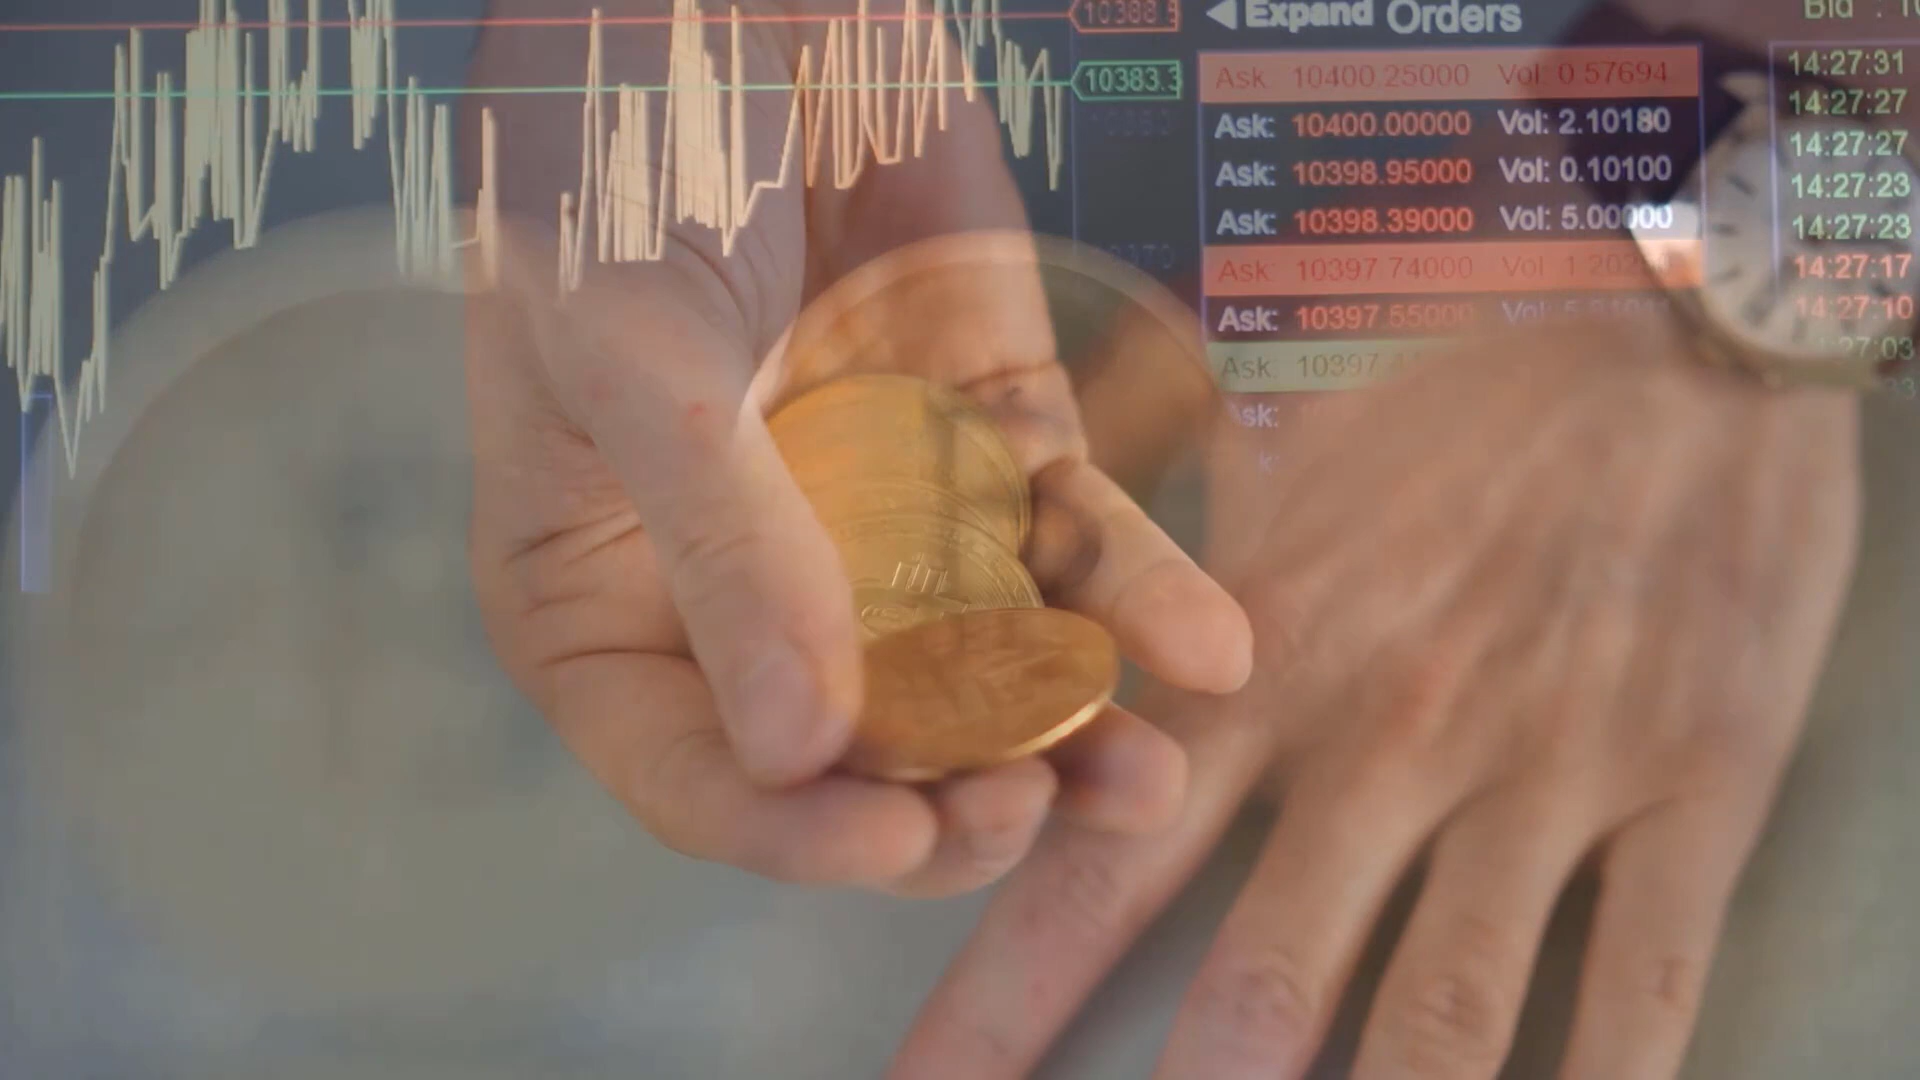 10388.5
10383.3
Expand Orders
Ask: 10400.25000 Vol: 0.57694
Ask: 10400.00000 Vol: 2.10180
Ask: 10398.95000 Vol: 0.10100
Ask: 10398.39000 Vol: 5.00000
Ask: 10397.74000 Vol:
Ask: 10397.55000 Vol:
Ask:
Ask:
Bid :
14:27:31
14:27:27
14:27:27
14:27:23
14:27:23
14:27:17
14:27:10